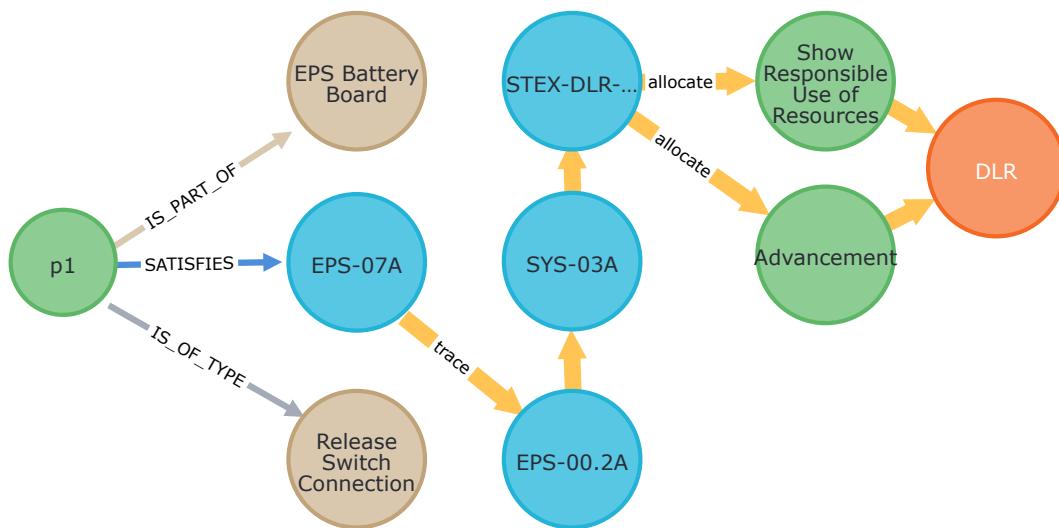 EPS Battery
Board
STEX-DLR-...
allocate
Show
Responsible
Use of
Resources
allocate
IS_PART_OF
DLR
p1
SATISFIES
EPS-07A
SYS-03A
Advancement
IS_OF_TYPE
trace
Release
Switch
Connection
EPS-00.2A